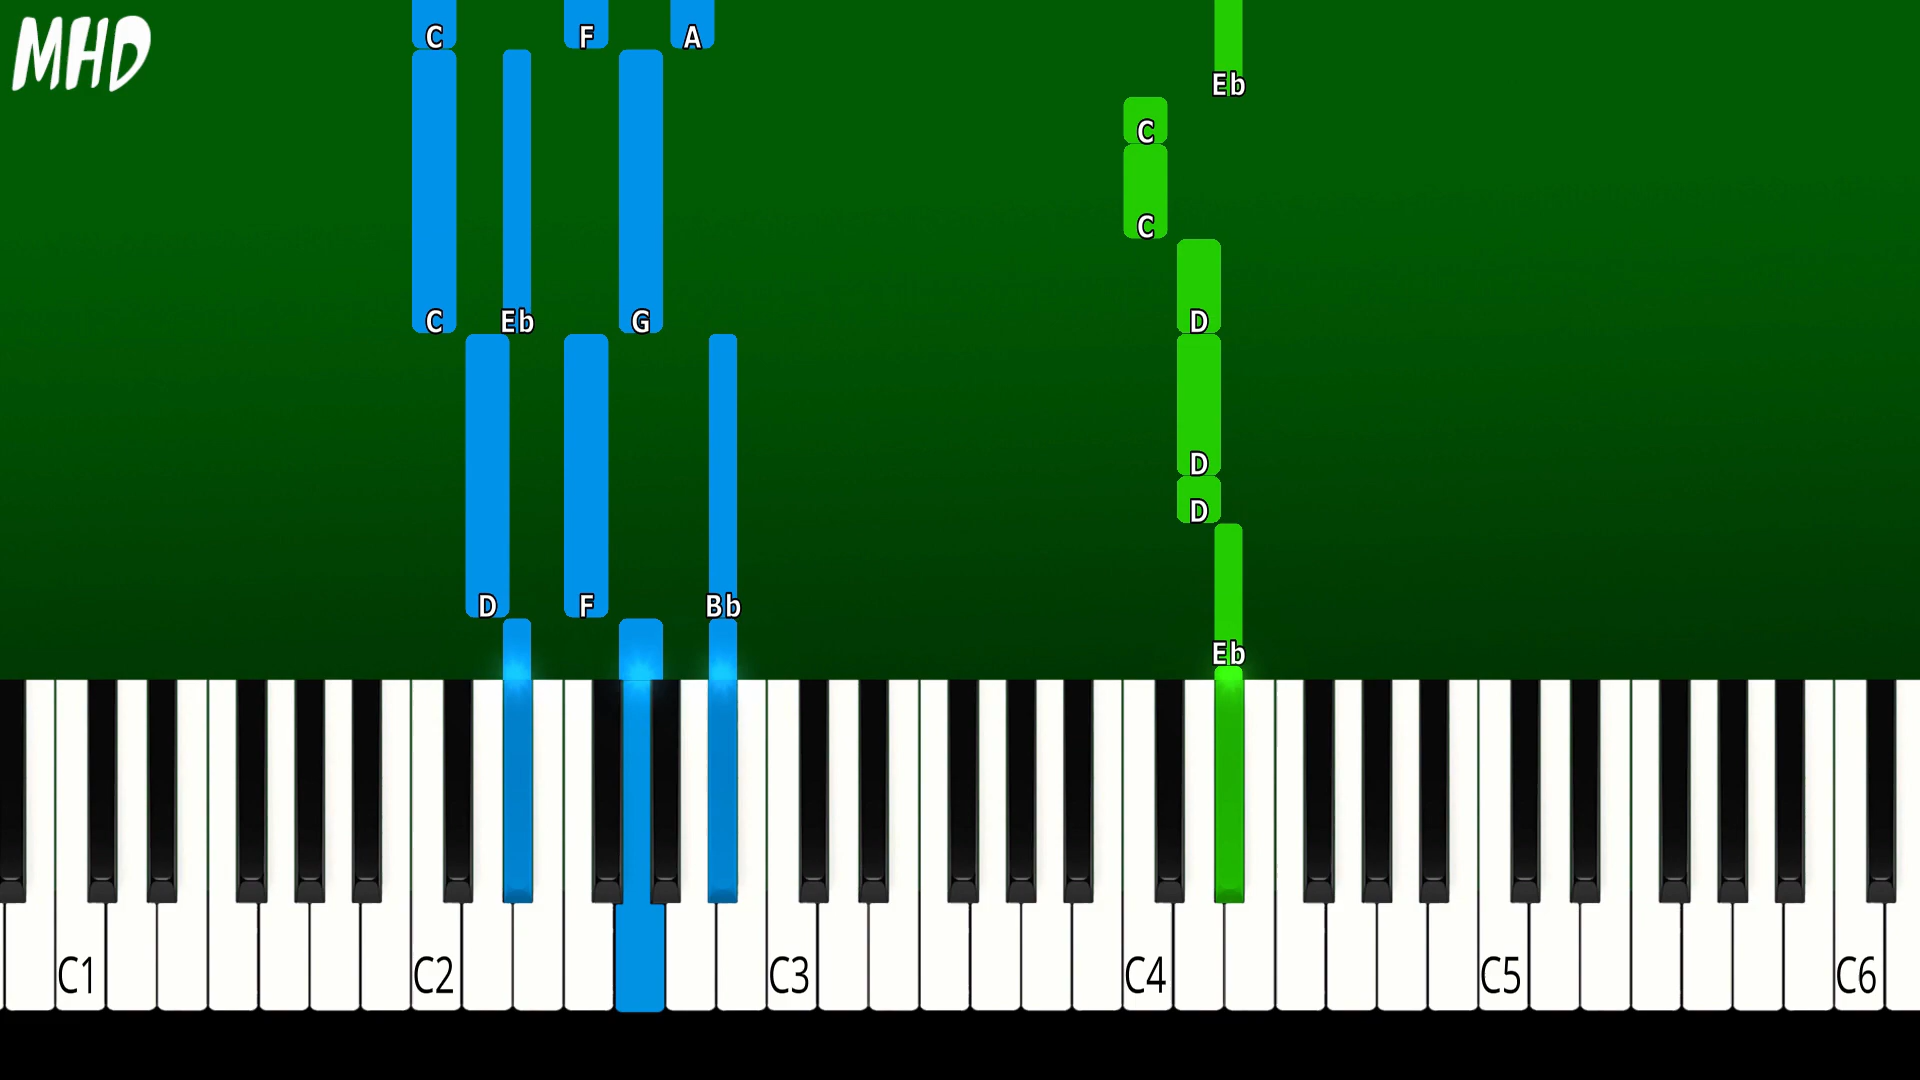 MHD
C F A
Eb
C
C
C Eb G D
D
D
D F Bb
Eb
C1 C2 C3 C4 C5 C6